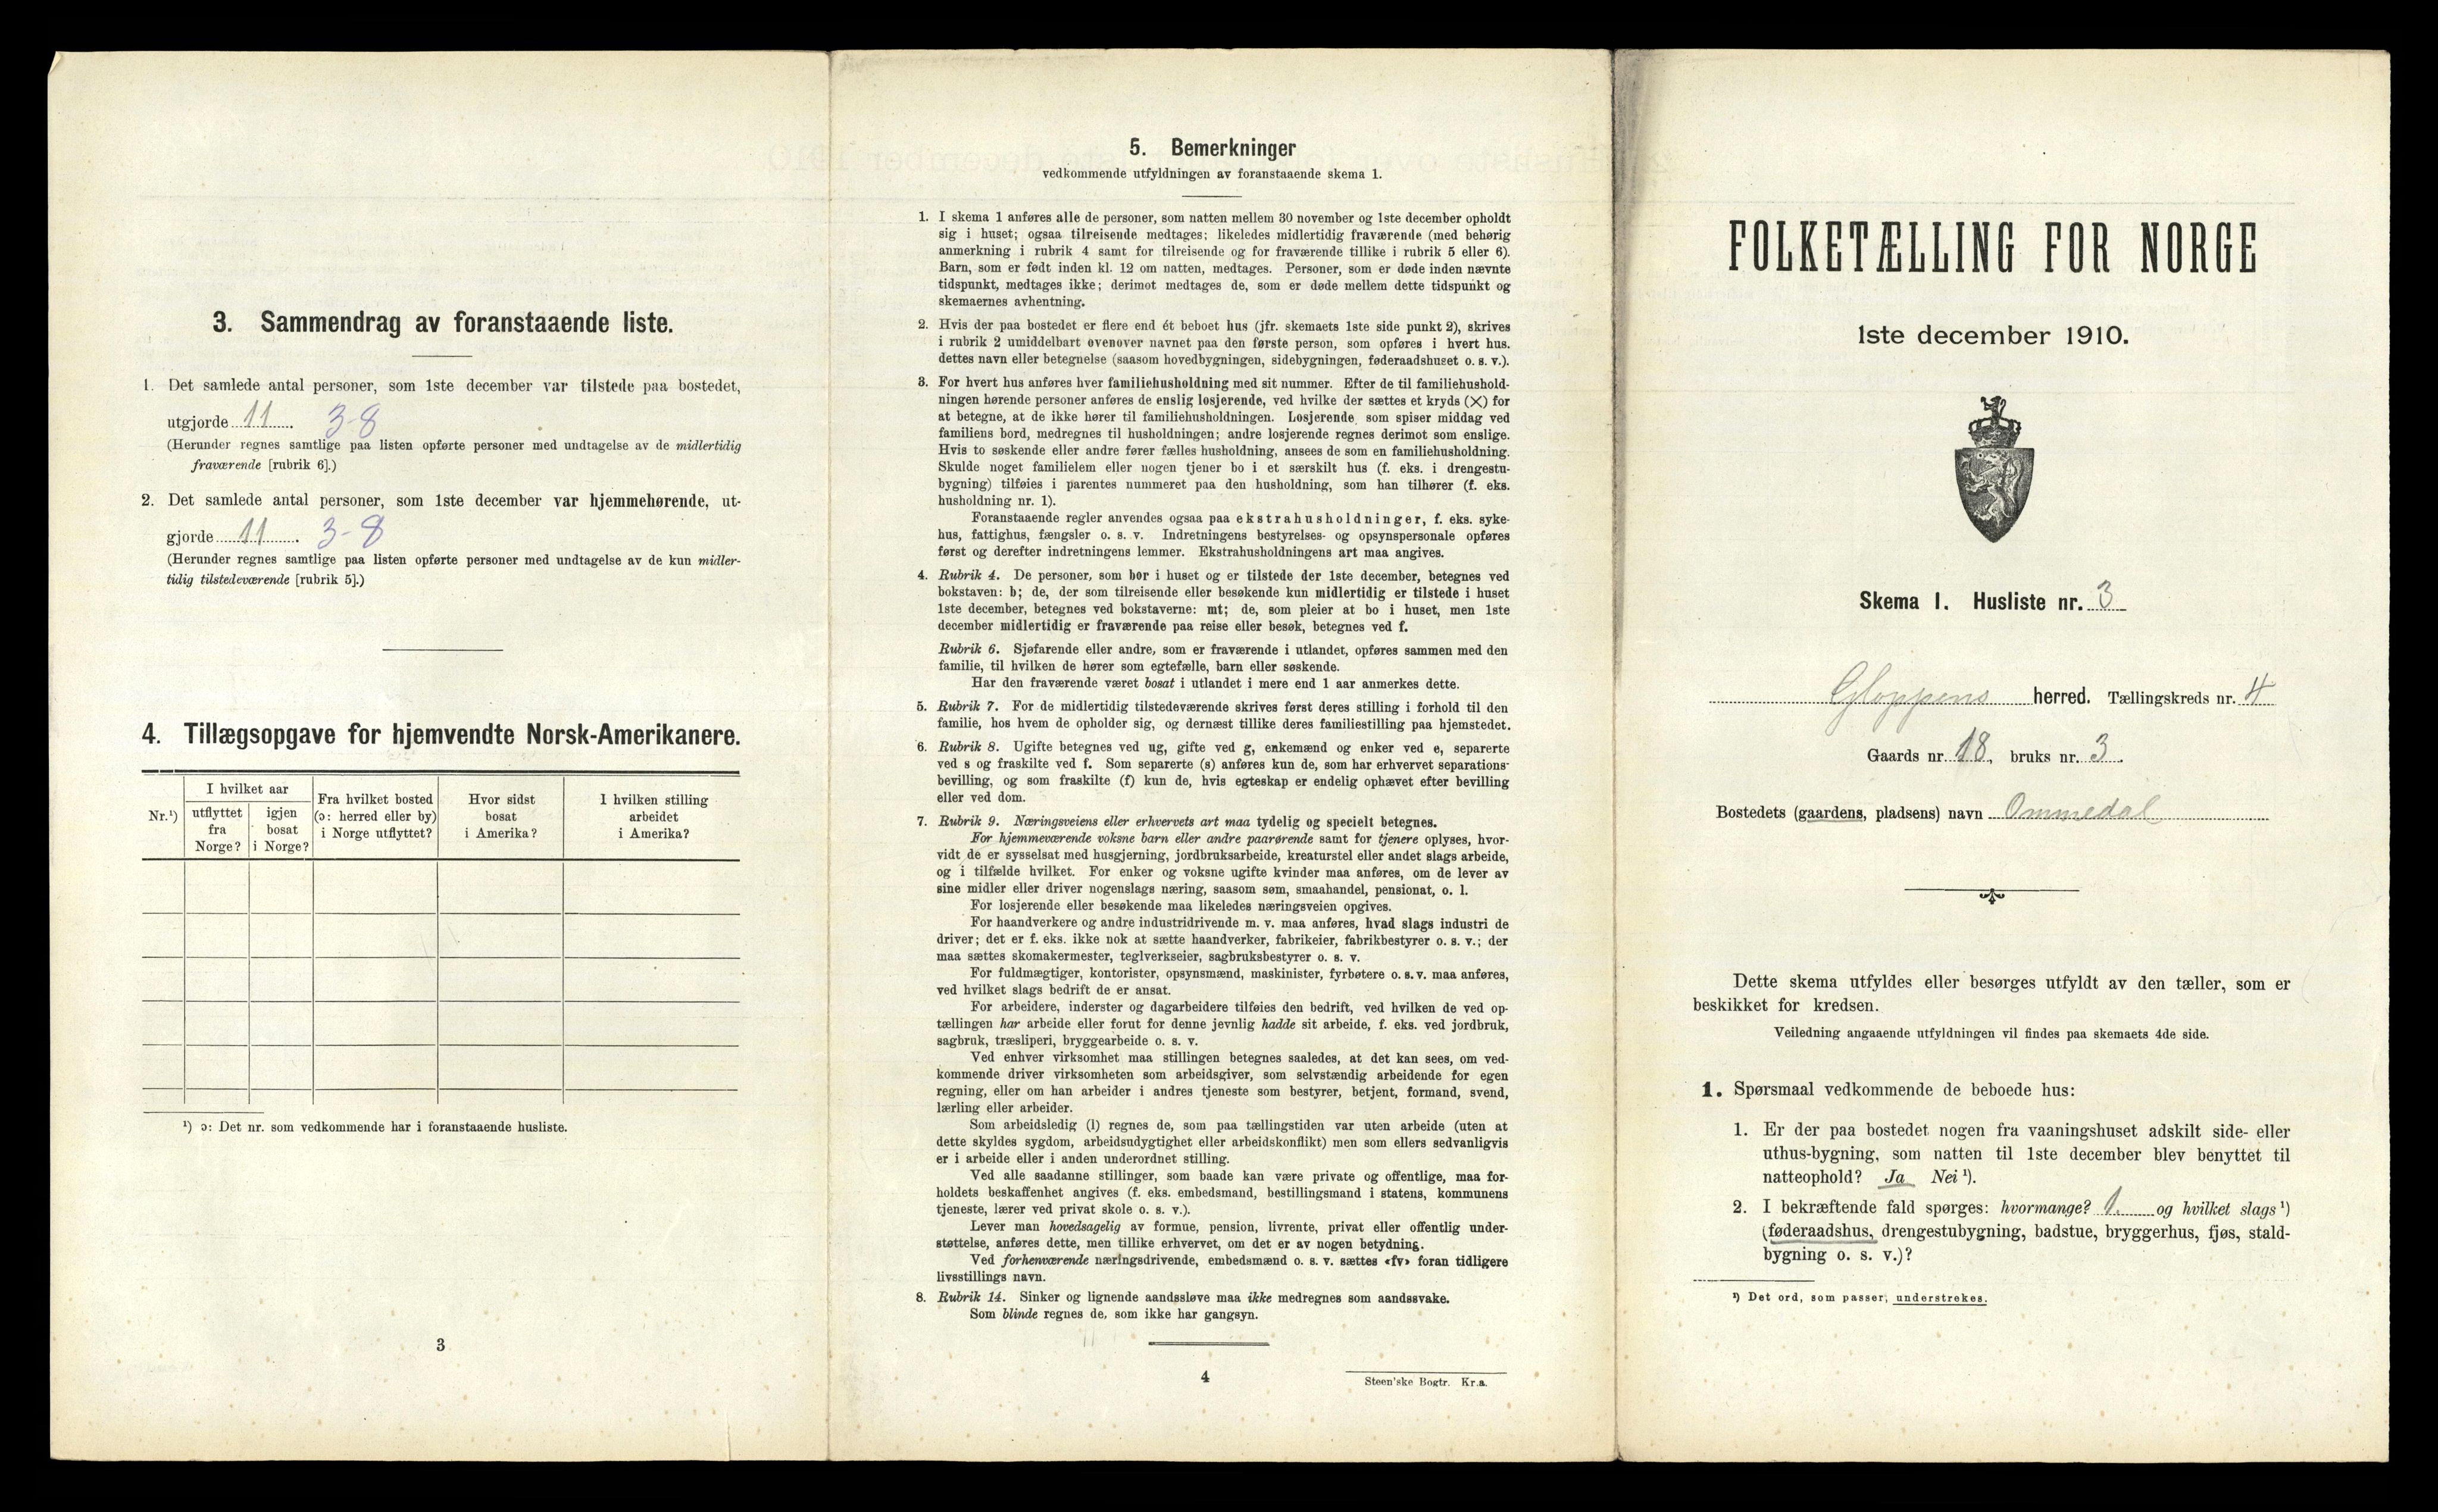 3. Sammendrag av foranstaaende liste.
1. Det samlede antal personer, som 1ste december var tilstede paa bostedet,
utgjorde 11. 3-8
(Herunder regnes samtlige paa listen opførte personer med undtagelse av de midlertidig
fraværende [rubrik 6].)
2. Det samlede antal personer, som 1ste december var hjemmehørende, ut-
gjorde 11. 3-8
(Herunder regnes samtlige paa listen opførte personer med undtagelse av de kun midler-
tidig tilstedeværende [rubrik 5].)
4. Tillægsopgave for hjemvendte Norsk-Amerikanere.
Nr.¹)
I hvilket aar
utflyttet fra Norge?
igjen bosat i Norge?
Fra hvilket bosted (ɔ: herred eller by) i Norge utflyttet?
Hvor sidst bosat i Amerika?
I hvilken stilling arbeidet i Amerika?
¹) ɔ: Det nr. som vedkommende har i foranstaaende husliste.
3
5. Bemerkninger
vedkommende utfyldningen av foranstaaende skema 1.
1. I skema 1 anføres alle de personer, som natten mellem 30 november og 1ste december opholdt
sig i huset; ogsaa tilreisende medtages; likeledes midlertidig fraværende (med behørig
anmerkning i rubrik 4 samt for tilreisende og for fraværende tillike i rubrik 5 eller 6).
Barn, som er født inden kl. 12 om natten, medtages. Personer, som er døde inden nævnte
tidspunkt, medtages ikke; derimot medtages de, som er døde mellem dette tidspunkt og
skemaernes avhentning.
2. Hvis der paa bostedet er flere end ét beboet hus (jfr. skemaets 1ste side punkt 2), skrives
i rubrik 2 umiddelbart ovenover navnet paa den første person, som opføres i hvert hus.
dettes navn eller betegnelse (saasom hovedbygningen, sidebygningen, føderaadshuset o. s. v.).
3. For hvert hus anføres hver familiehusholdning med sit nummer. Efter de til familiehushold-
ningen hørende personer anføres de enslig losjerende, ved hvilke der sættes et kryds (×) for
at betegne, at de ikke hører til familiehusholdningen. Losjerende, som spiser middag ved
familiens bord, medregnes til husholdningen; andre losjerende regnes derimot som enslige.
Hvis to søskende eller andre fører fælles husholdning, ansees de som en familiehusholdning.
Skulde noget familielem eller nogen tjener bo i et særskilt hus (f. eks. i drengestu-
bygning) tilføies i parentes nummeret paa den husholdning, som han tilhører (f. eks.
husholdning nr. 1).
Foranstaaende regler anvendes ogsaa paa ekstrahusholdninger, f. eks. syke-
hus, fattighus, fængsler o. s. v. Indretningens bestyrelses- og opsynspersonale opføres
først og derefter indretningens lemmer. Ekstrahusholdningens art maa angives.
4. Rubrik 4. De personer, som bor i huset og er tilstede der 1ste december, betegnes ved
bokstaven: b; de, der som tilreisende eller besøkende kun midlertidig er tilstede i huset
1ste december, betegnes ved bokstaverne: mt; de, som pleier at bo i huset, men 1ste
december midlertidig er fraværende paa reise eller besøk, betegnes ved f.
Rubrik 6. Sjøfarende eller andre, som er fraværende i utlandet, opføres sammen med den
familie, til hvilken de hører som egtefælle, barn eller søskende.
Har den fraværende været bosat i utlandet i mere end 1 aar anmerkes dette.
5. Rubrik 7. For de midlertidig tilstedeværende skrives først deres stilling i forhold til den
familie, hos hvem de opholder sig, og dernæst tillike deres familiestilling paa hjemstedet.
6. Rubrik 8. Ugifte betegnes ved ug, gifte ved g, enkemænd og enker ved e, separerte
ved s og fraskilte ved f. Som separerte (s) anføres kun de, som har erhvervet separations-
bevilling, og som fraskilte (f) kun de, hvis egteskap er endelig ophævet efter bevilling
eller ved dom.
7. Rubrik 9. Næringsveiens eller erhvervets art maa tydelig og specielt betegnes.
For hjemmeværende voksne barn eller andre paarørende samt for tjenere oplyses, hvor-
vidt de er sysselsat med husgjerning, jordbruksarbeide, kreaturstel eller andet slags arbeide,
og i tilfælde hvilket. For enker og voksne ugifte kvinder maa anføres, om de lever av
sine midler eller driver nogenslags næring, saasom søm, smaahandel, pensionat, o. l.
For losjerende eller besøkende maa likeledes næringsveien opgives.
For haandverkere og andre industridrivende m. v. maa anføres, hvad slags industri de
driver; det er f. eks. ikke nok at sætte haandverker, fabrikeier, fabrikbestyrer o. s. v.; der
maa sættes skomakermester, teglverkseier, sagbruksbestyrer o. s. v.
For fuldmægtiger, kontorister, opsynsmænd, maskinister, fyrbøtere o. s. v. maa anføres,
ved hvilket slags bedrift de er ansat.
For arbeidere, inderster og dagarbeidere tilføies den bedrift, ved hvilken de ved op-
tællingen har arbeide eller forut for denne jevnlig hadde sit arbeide, f. eks. ved jordbruk,
sagbruk, træsliperi, bryggearbeide o. s. v.
Ved enhver virksomhet maa stillingen betegnes saaledes, at det kan sees, om ved-
kommende driver virksomheten som arbeidsgiver, som selvstændig arbeidende for egen
regning, eller om han arbeider i andres tjeneste som bestyrer, betjent, formand, svend,
lærling eller arbeider.
Som arbeidsledig (l) regnes de, som paa tællingstiden var uten arbeide (uten at
dette skyldes sygdom, arbeidsudygtighet eller arbeidskonflikt) men som ellers sedvanligvis
er i arbeide eller i anden underordnet stilling.
Ved alle saadanne stillinger, som baade kan være private og offentlige, maa for-
holdets beskaffenhet angives (f. eks. embedsmand, bestillingsmand i statens, kommunens
tjeneste, lærer ved privat skole o. s. v.).
Lever man hovedsagelig av formue, pension, livrente, privat eller offentlig under-
støttelse, anføres dette, men tillike erhvervet, om det er av nogen betydning.
Ved forhenværende næringsdrivende, embedsmænd o. s. v. sættes «fv» foran tidligere
livsstillings navn.
8. Rubrik 14. Sinker og lignende aandssløve maa ikke medregnes som aandssvake.
Som blinde regnes de, som ikke har gangsyn.
4
Steen'ske Bogtr. Kr.a.
FOLKETÆLLING FOR NORGE
1ste december 1910.
Skema 1. Husliste nr. 3
Gloppens herred. Tællingskreds nr. 4
Gaards nr. 18, bruks nr. 3.
Bostedets (gaardens, pladsens) navn Ommedal
Dette skema utfyldes eller besørges utfyldt av den tæller, som er
beskikket for kredsen.
Veiledning angaaende utfyldningen vil findes paa skemaets 4de side.
1. Spørsmaal vedkommende de beboede hus:
1. Er der paa bostedet nogen fra vaaningshuset adskilt side- eller
uthus-bygning, som natten til 1ste december blev benyttet til
natteophold? Ja Nei ¹).
2. I bekræftende fald spørges: hvormange? 1. og hvilket slags ¹)
(føderaadshus, drengestubygning, badstue, bryggerhus, fjøs, stald-
bygning o. s. v.)?
¹) Det ord, som passer, understrekes.